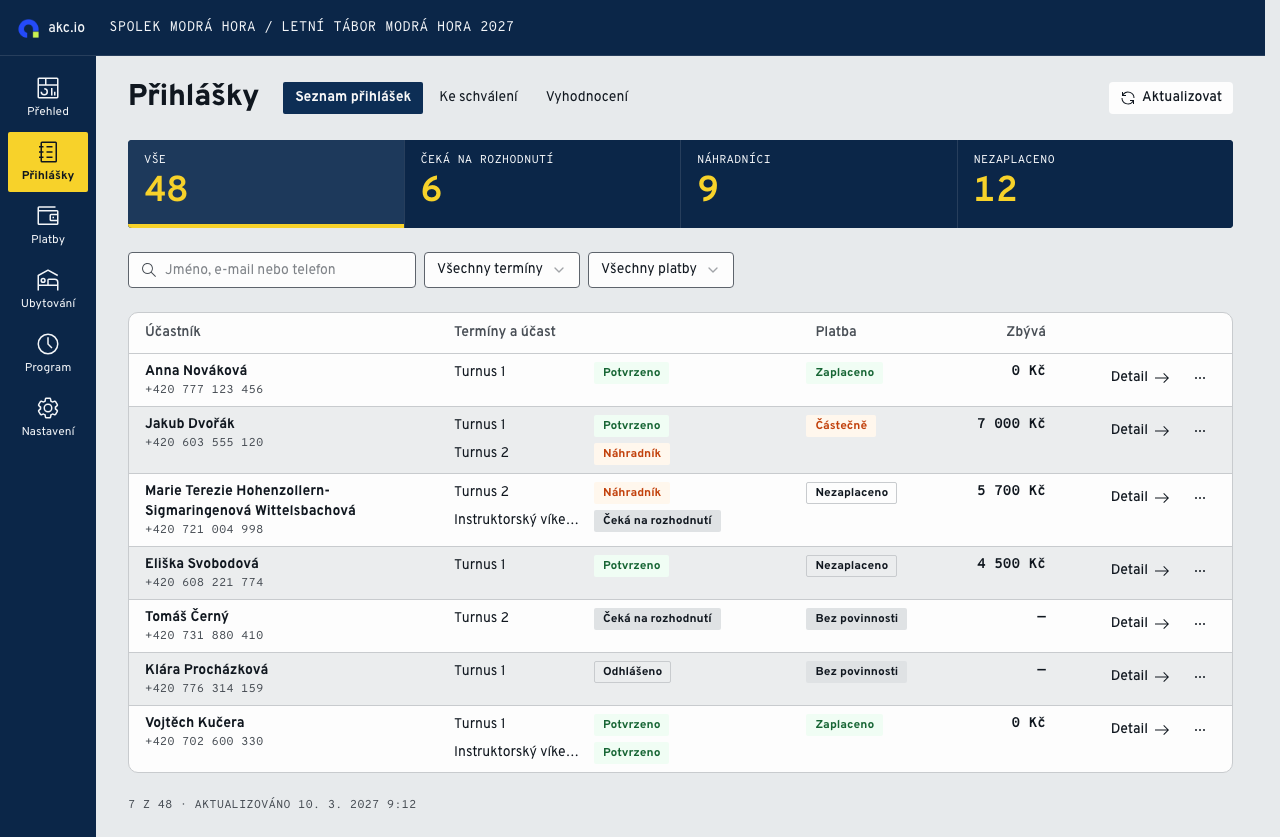 akc.io
SPOLEK MODRÁ HORA / LETNÍ TÁBOR MODRÁ HORA 2027
Přehled
Přihlášky
Platby
Ubytování
Program
Nastavení
Přihlášky
Seznam přihlášek
Ke schválení
Vyhodnocení
Aktualizovat
VŠE
48
ČEKÁ NA ROZHODNUTÍ
6
NÁHRADNÍCI
9
NEZAPLACENO
12
Jméno, e-mail nebo telefon
Všechny termíny
Všechny platby
Účastník Termíny a účast Platba Zbývá
Anna Nováková Turnus 1 Potvrzeno Zaplaceno 0 Kč Detail → ...
+420 777 123 456
Jakub Dvořák Turnus 1 Potvrzeno Částečně 7 000 Kč Detail → ...
+420 603 555 120
Turnus 2 Náhradník
Marie Terezie Hohenzollern- Turnus 2 Náhradník Nezaplaceno 5 700 Kč Detail → ...
Sigmaringenová Wittelsbachová Instruktorský víke... Čeká na rozhodnutí
+420 721 004 998
Eliška Svobodová Turnus 1 Potvrzeno Nezaplaceno 4 500 Kč Detail → ...
+420 608 221 774
Tomáš Černý Turnus 2 Čeká na rozhodnutí Bez povinnosti — Detail → ...
+420 731 880 410
Klára Procházková Turnus 1 Odhlášeno Bez povinnosti — Detail → ...
+420 776 314 159
Vojtěch Kučera Turnus 1 Potvrzeno Zaplaceno 0 Kč Detail → ...
+420 702 600 330
Instruktorský víke... Potvrzeno
7 Z 48 · AKTUALIZOVÁNO 10. 3. 2027 9:12